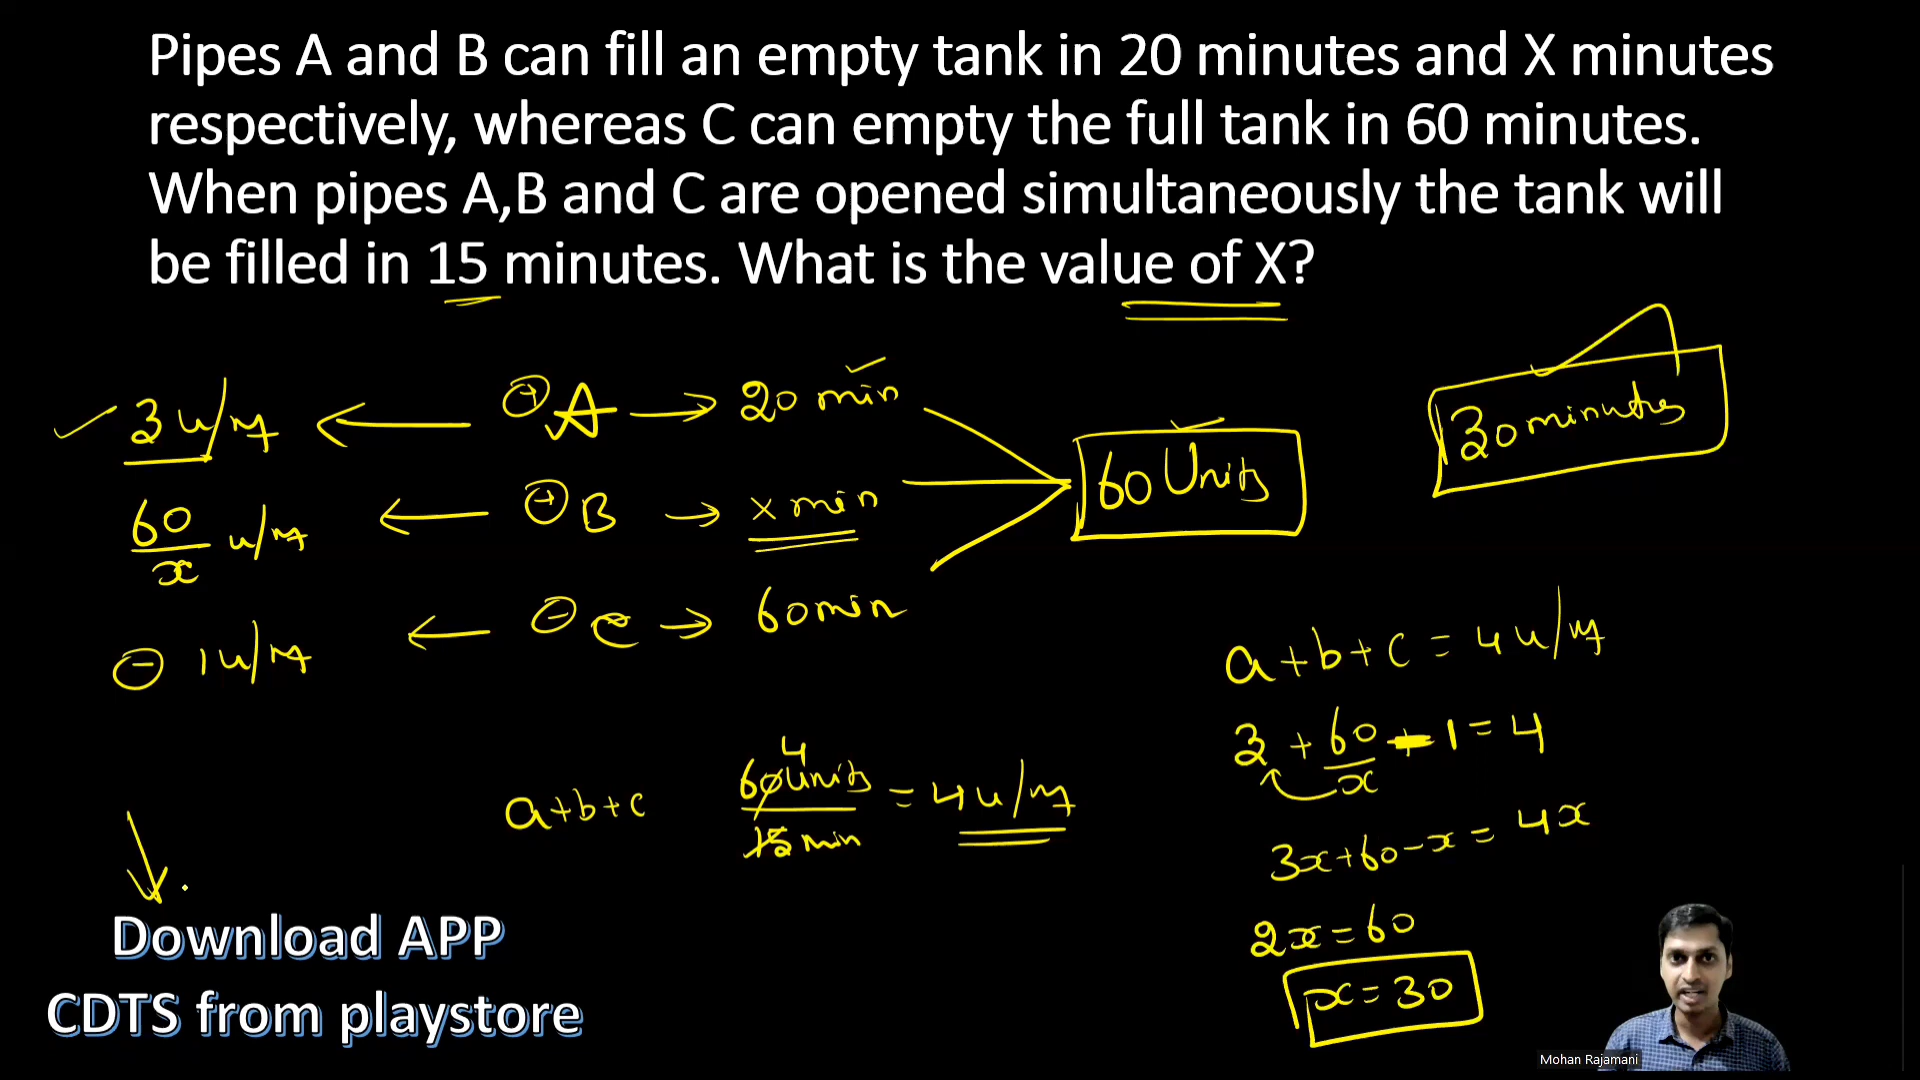 Pipes A and B can fill an empty tank in 20 minutes and X minutes
respectively, whereas C can empty the full tank in 60 minutes.
When pipes A,B and C are opened simultaneously the tank will
be filled in 15 minutes. What is the value of X?
3 u/m ← + A → 20 min
60/x u/m ← + B → x min
- 1 u/m ← - C → 60 min
60 Units
30 minutes
a+b+c 60 Units / 15 min = 4 u/m
4
a+b+c = 4 u/m
3 + 60/x - 1 = 4
3x+60-x = 4x
2x = 60
x = 30
Download APP
CDTS from playstore
Mohan Rajamani